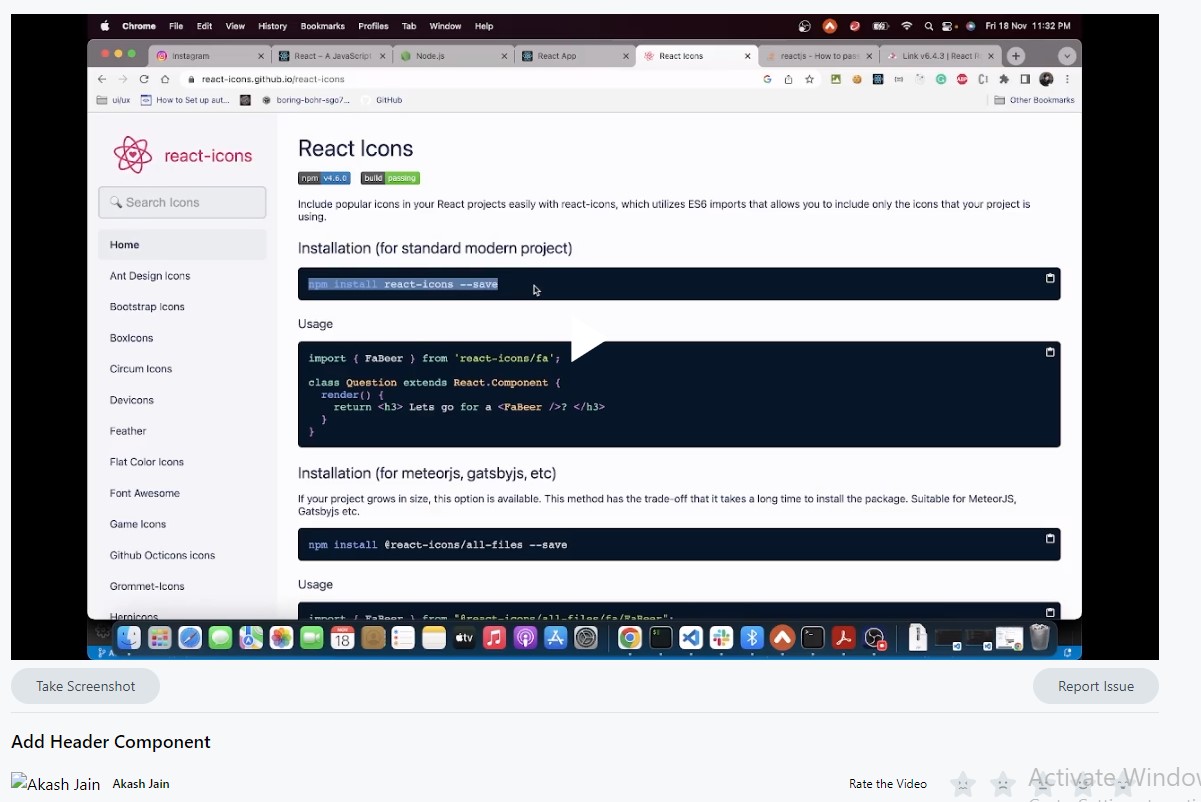 Chrome File Edit View History Bookmarks Profiles Tab Window Help Fri 18 Nov 11:32 PM
Instagram React – A JavaScript Node.js React App React Icons reactjs - How to pass Link v6.4.3 | React R
react-icons.github.io/react-icons
ui/ux How to Set up aut... boring-bohr-sgo7... GitHub Other Bookmarks
react-icons
Search Icons
Home
Ant Design Icons
Bootstrap Icons
BoxIcons
Circum Icons
Devicons
Feather
Flat Color Icons
Font Awesome
Game Icons
Github Octicons icons
Grommet-Icons
Heroicons
React Icons
npm v4.6.0 build passing
Include popular icons in your React projects easily with react-icons, which utilizes ES6 imports that allows you to include only the icons that your project is
using.
Installation (for standard modern project)
npm install react-icons --save
Usage
import { FaBeer } from 'react-icons/fa';
class Question extends React.Component {
render() {
return <h3> Lets go for a <FaBeer />? </h3>
}
}
Installation (for meteorjs, gatsbyjs, etc)
If your project grows in size, this option is available. This method has the trade-off that it takes a long time to install the package. Suitable for MeteorJS,
Gatsbyjs etc.
npm install @react-icons/all-files --save
Usage
import { FaBeer } from "@react-icons/all-files/fa/FaBeer";
NOV
18
tv
Take Screenshot Report Issue
Add Header Component
Akash Jain Akash Jain Rate the Video
Activate Windov